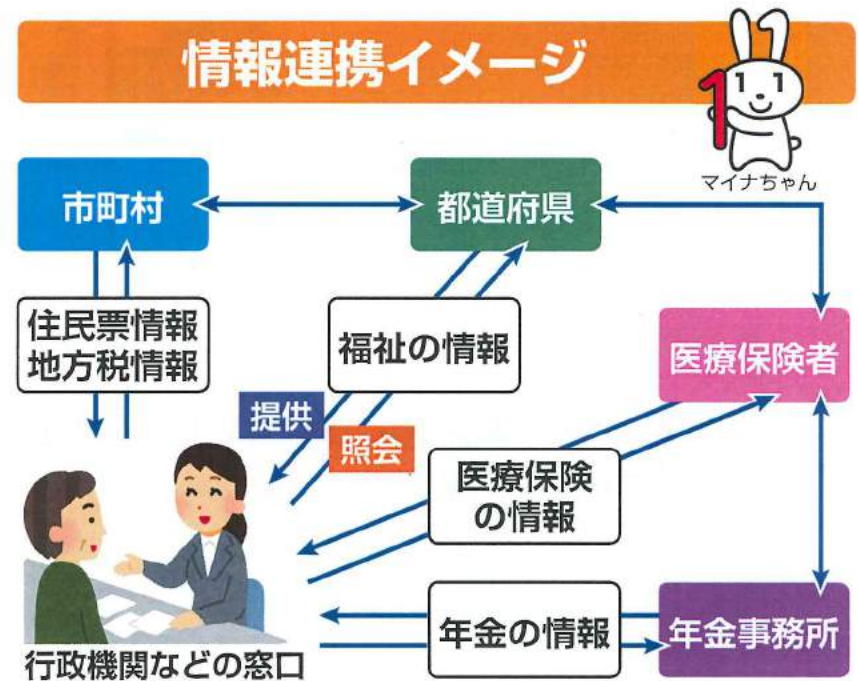 情報連携イメージ
マイナちゃん
市町村
都道府県
住民票情報
地方税情報
福祉の情報
医療保険者
提供
照会
医療保険
の情報
年金の情報
年金事務所
行政機関などの窓口